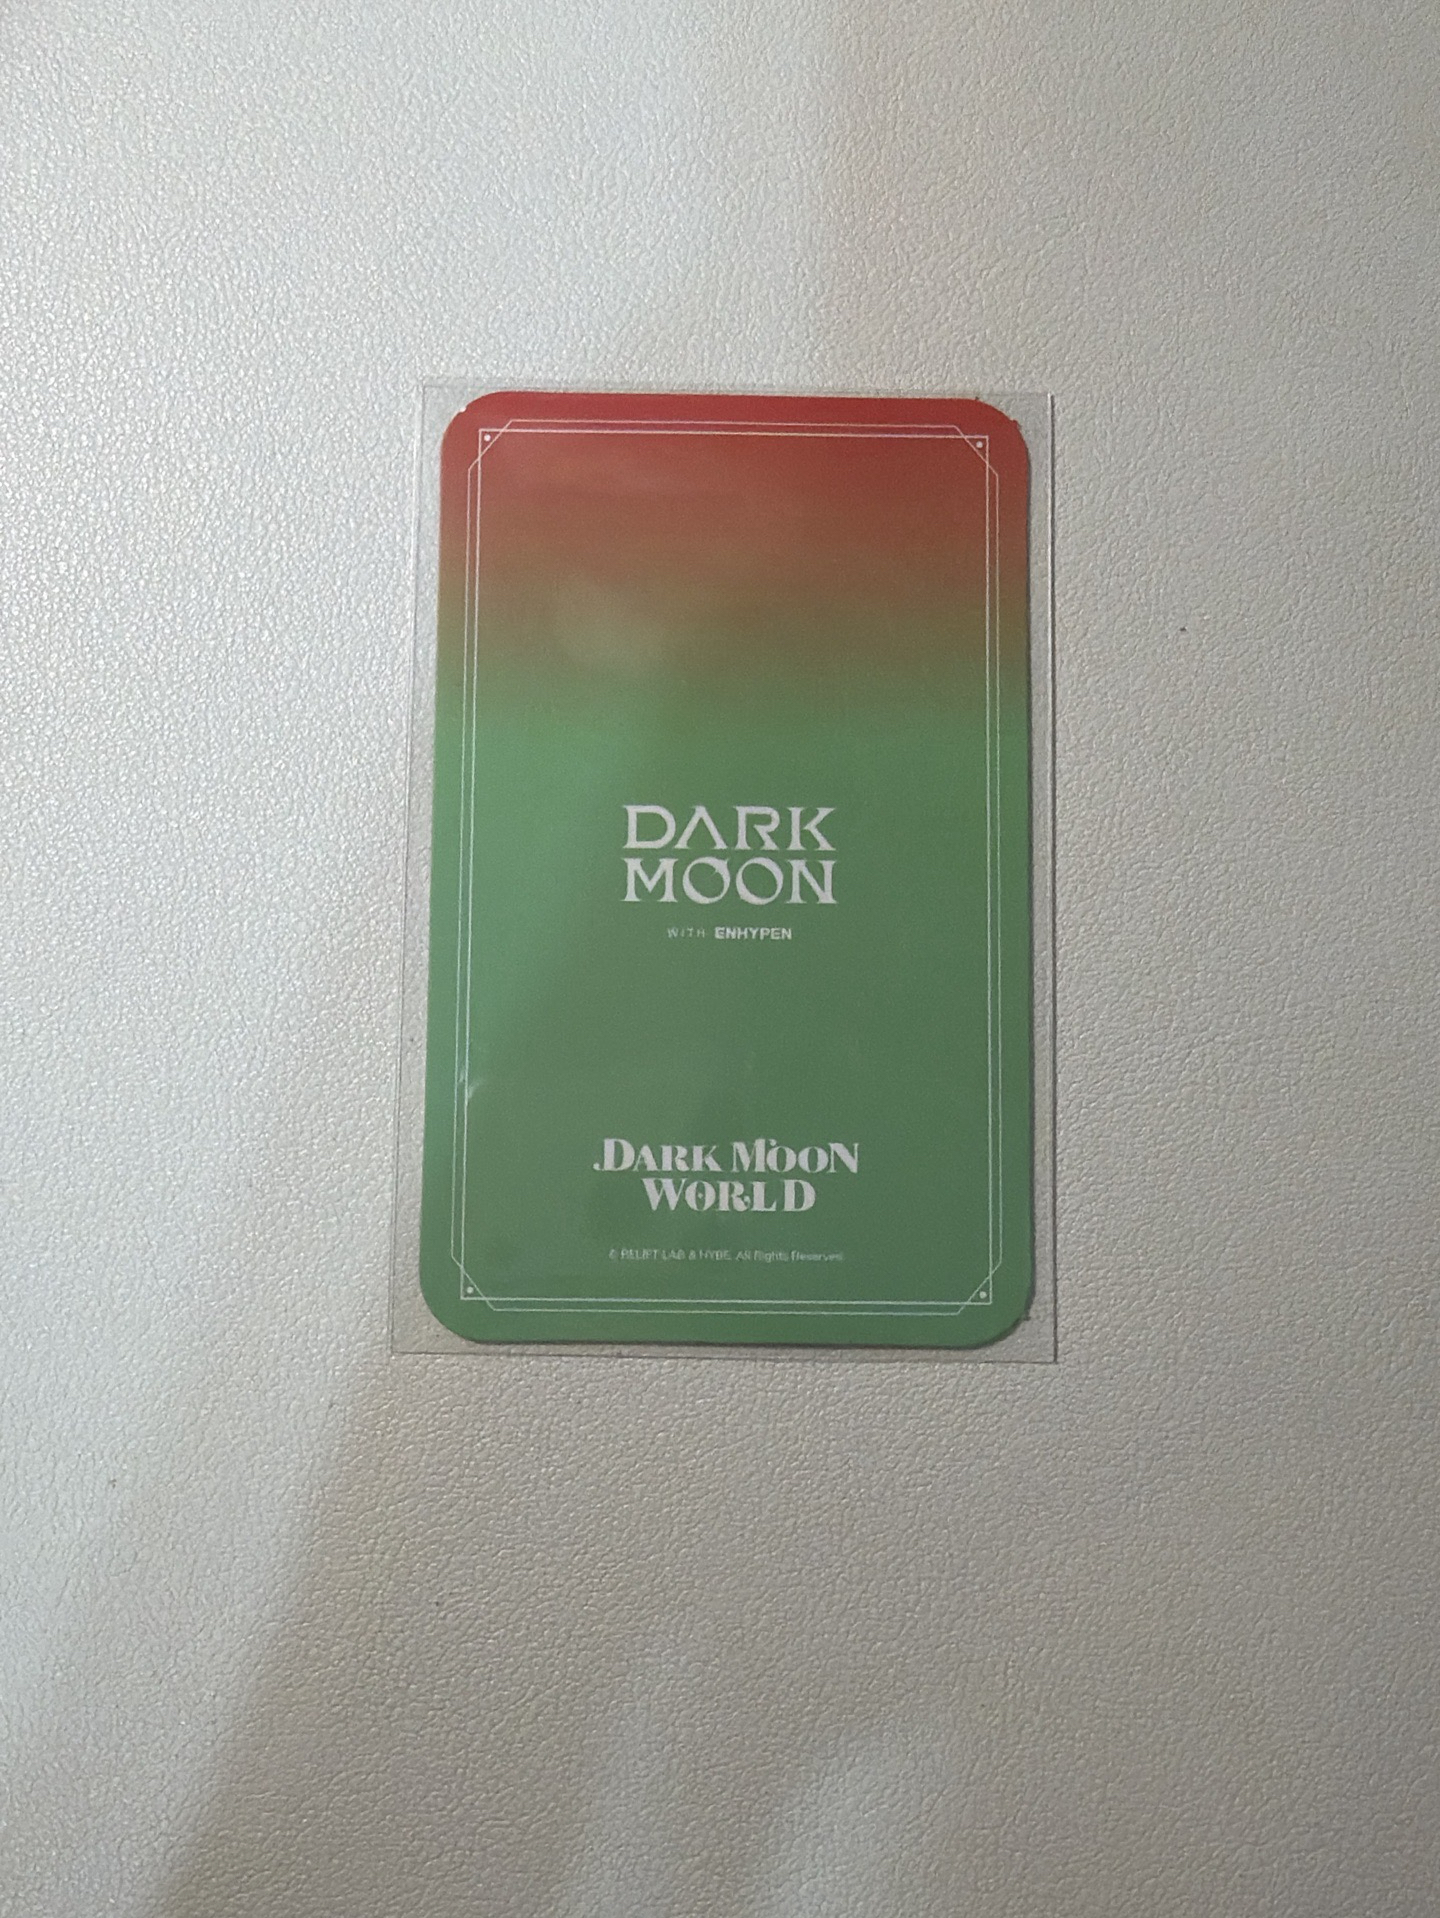 DARK
MOON
WITH ENHYPEN
DARK MOON
WORLD
© BELIFT LAB & HYBE. All Rights Reserved.